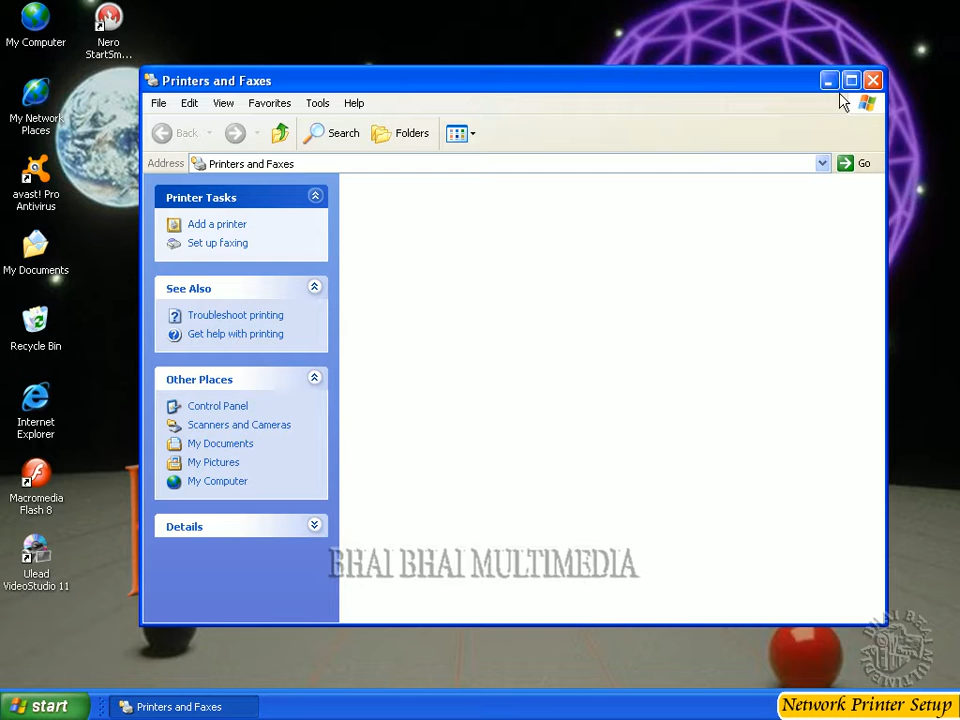 My Computer
Nero
StartSm...
My Network
Places
avast! Pro
Antivirus
My Documents
Recycle Bin
Internet
Explorer
Macromedia
Flash 8
Ulead
VideoStudio 11
Printers and Faxes
File Edit View Favorites Tools Help
Back Search Folders
Address Printers and Faxes Go
Printer Tasks
Add a printer
Set up faxing
See Also
Troubleshoot printing
Get help with printing
Other Places
Control Panel
Scanners and Cameras
My Documents
My Pictures
My Computer
Details
BHAI BHAI MULTIMEDIA
BHAI BHAI MULTIMEDIA
start Printers and Faxes
Network Printer Setup